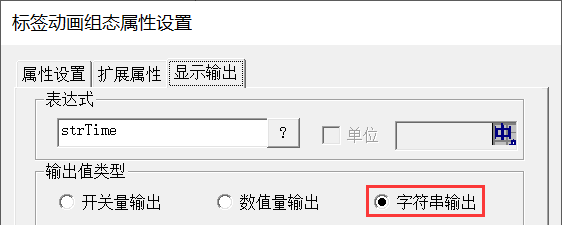 标签动画组态属性设置
属性设置 扩展属性 显示输出
表达式
strTime ? 单位 中
输出值类型
开关量输出 数值量输出 字符串输出